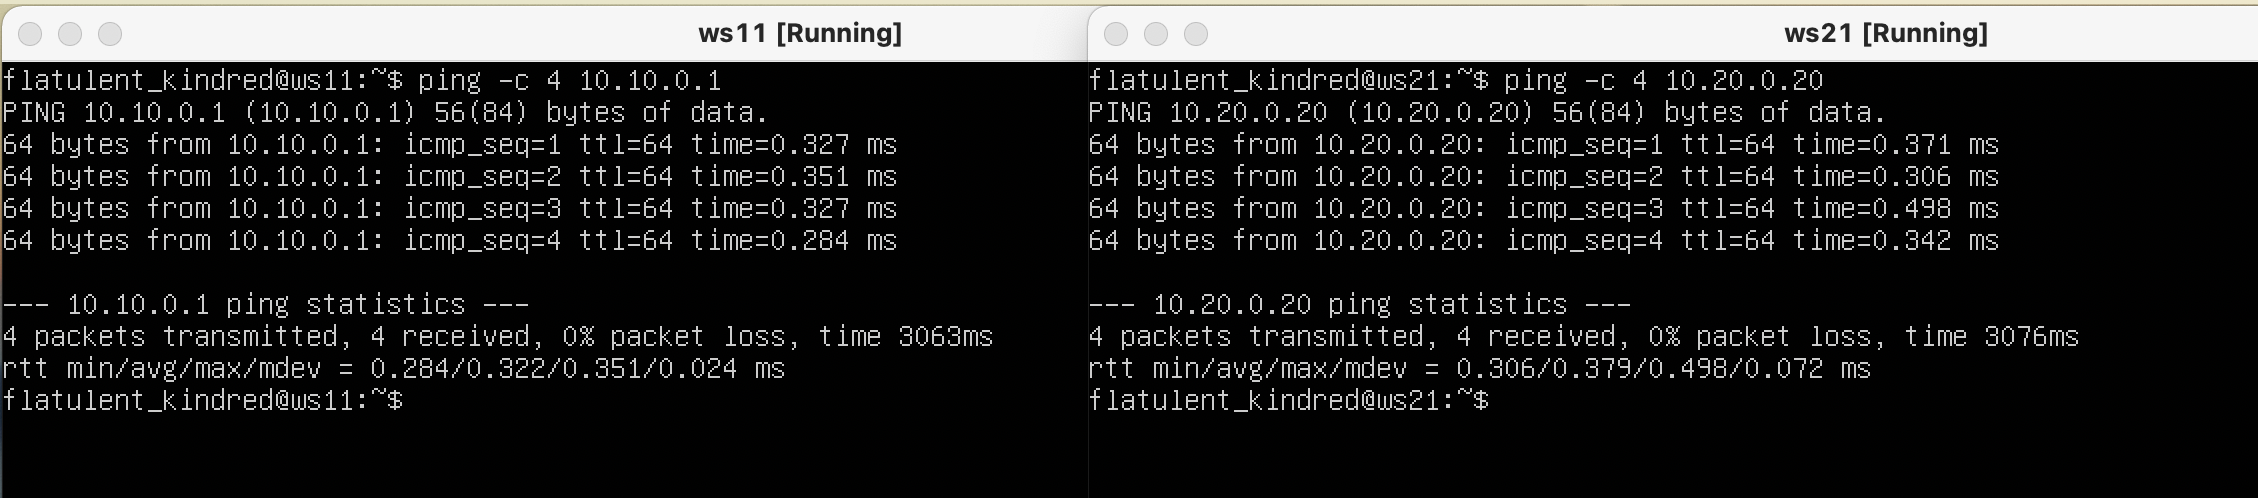 ws11 [Running]
flatulent_kindred@ws11:~$ ping -c 4 10.10.0.1
PING 10.10.0.1 (10.10.0.1) 56(84) bytes of data.
64 bytes from 10.10.0.1: icmp_seq=1 ttl=64 time=0.327 ms
64 bytes from 10.10.0.1: icmp_seq=2 ttl=64 time=0.351 ms
64 bytes from 10.10.0.1: icmp_seq=3 ttl=64 time=0.327 ms
64 bytes from 10.10.0.1: icmp_seq=4 ttl=64 time=0.284 ms
--- 10.10.0.1 ping statistics ---
4 packets transmitted, 4 received, 0% packet loss, time 3063ms
rtt min/avg/max/mdev = 0.284/0.322/0.351/0.024 ms
flatulent_kindred@ws11:~$
ws21 [Running]
flatulent_kindred@ws21:~$ ping -c 4 10.20.0.20
PING 10.20.0.20 (10.20.0.20) 56(84) bytes of data.
64 bytes from 10.20.0.20: icmp_seq=1 ttl=64 time=0.371 ms
64 bytes from 10.20.0.20: icmp_seq=2 ttl=64 time=0.306 ms
64 bytes from 10.20.0.20: icmp_seq=3 ttl=64 time=0.498 ms
64 bytes from 10.20.0.20: icmp_seq=4 ttl=64 time=0.342 ms
--- 10.20.0.20 ping statistics ---
4 packets transmitted, 4 received, 0% packet loss, time 3076ms
rtt min/avg/max/mdev = 0.306/0.379/0.498/0.072 ms
flatulent_kindred@ws21:~$